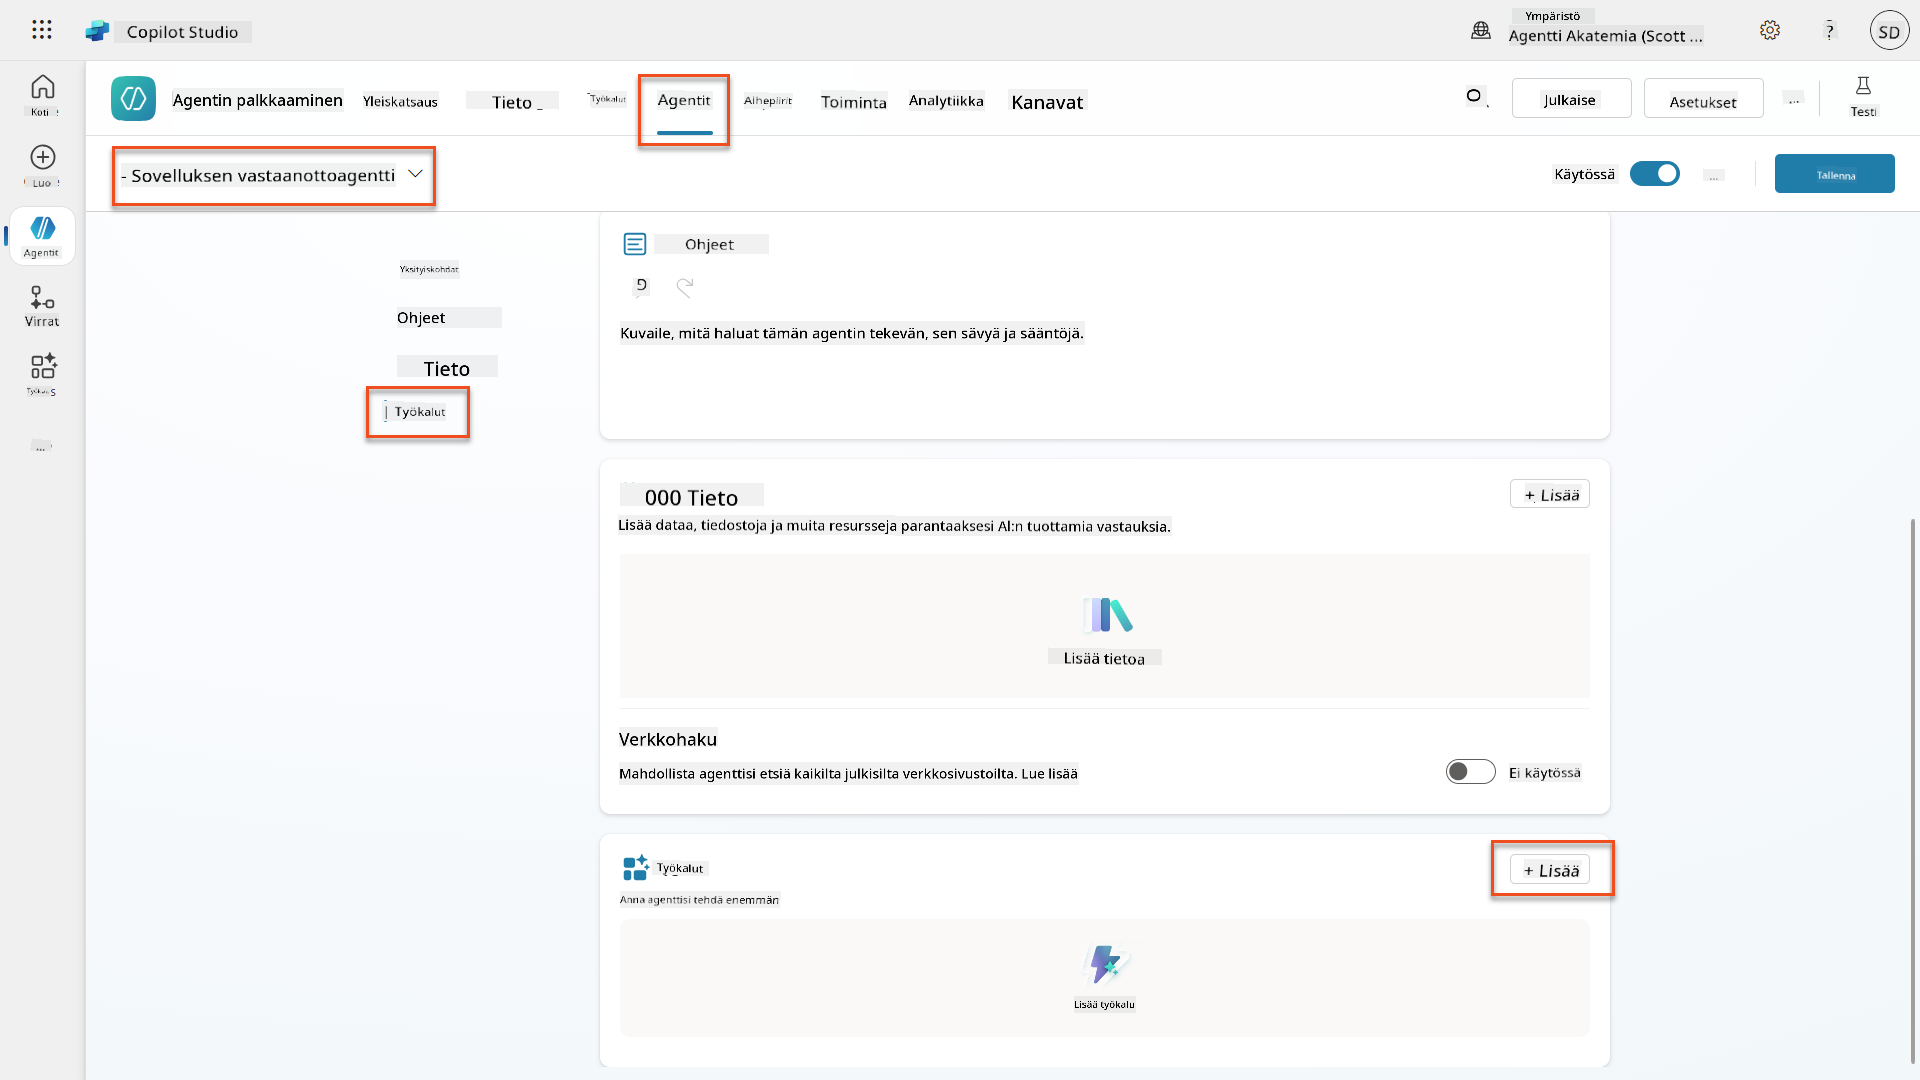 Copilot Studio
Ympäristö
Agentti Akatemia (Scott ...
?
SD
Koti
Luo
Agentit
Virrat
...
Agentin palkkaaminen
Yleiskatsaus
Tieto
Työkalut
Agentit
Aihepiirit
Toiminta
Analytiikka
Kanavat
Julkaise
Asetukset
...
Testi
- Sovelluksen vastaanottoagentti
Käytössä
...
Tallenna
Yksityiskohdat
Ohjeet
Tieto
Työkalut
Ohjeet
Kuvaile, mitä haluat tämän agentin tekevän, sen sävyä ja sääntöjä.
000 Tieto
+ Lisää
Lisää dataa, tiedostoja ja muita resursseja parantaaksesi AI:n tuottamia vastauksia.
Lisää tietoa
Verkkohaku
Mahdollista agenttisi etsiä kaikilta julkisilta verkkosivustoilta. Lue lisää
Ei käytössä
Työkalut
+ Lisää
Anna agenttisi tehdä enemmän
Lisää työkalu